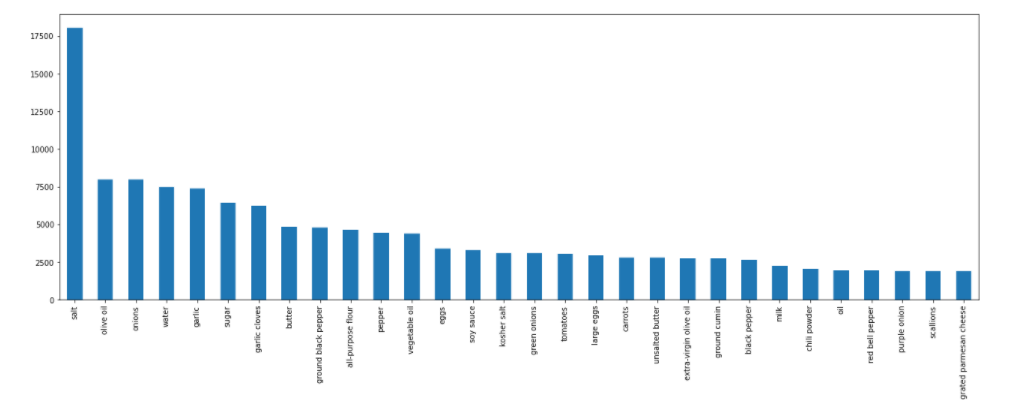 17500
15000
12500
10000
7500
5000
2500
0
salt
olive oil
onions
water
garlic
sugar
garlic cloves
butter
ground black pepper
all-purpose flour
pepper
vegetable oil
eggs
soy sauce
kosher salt
green onions
tomatoes
large eggs
carrots
unsalted butter
extra-virgin olive oil
ground cumin
black pepper
milk
chili powder
oil
red bell pepper
purple onion
scallions
grated parmesan cheese